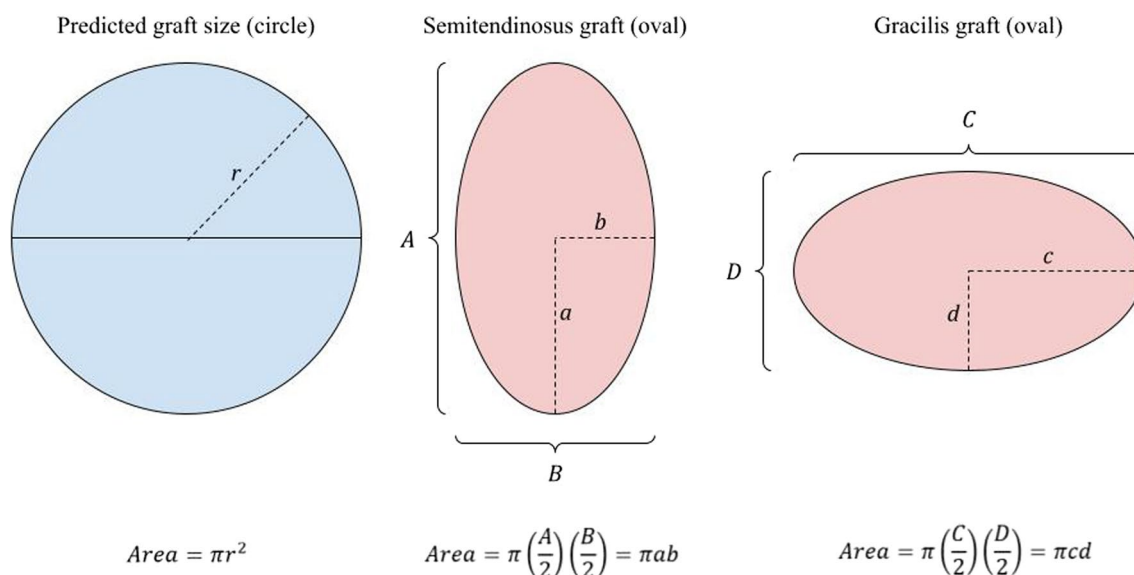 Predicted graft size (circle)
Semitendinosus graft (oval)
Gracilis graft (oval)
r
A
b
a
B
C
D
c
d
Area = πr²
Area = π(A/2)(B/2) = πab
Area = π(C/2)(D/2) = πcd